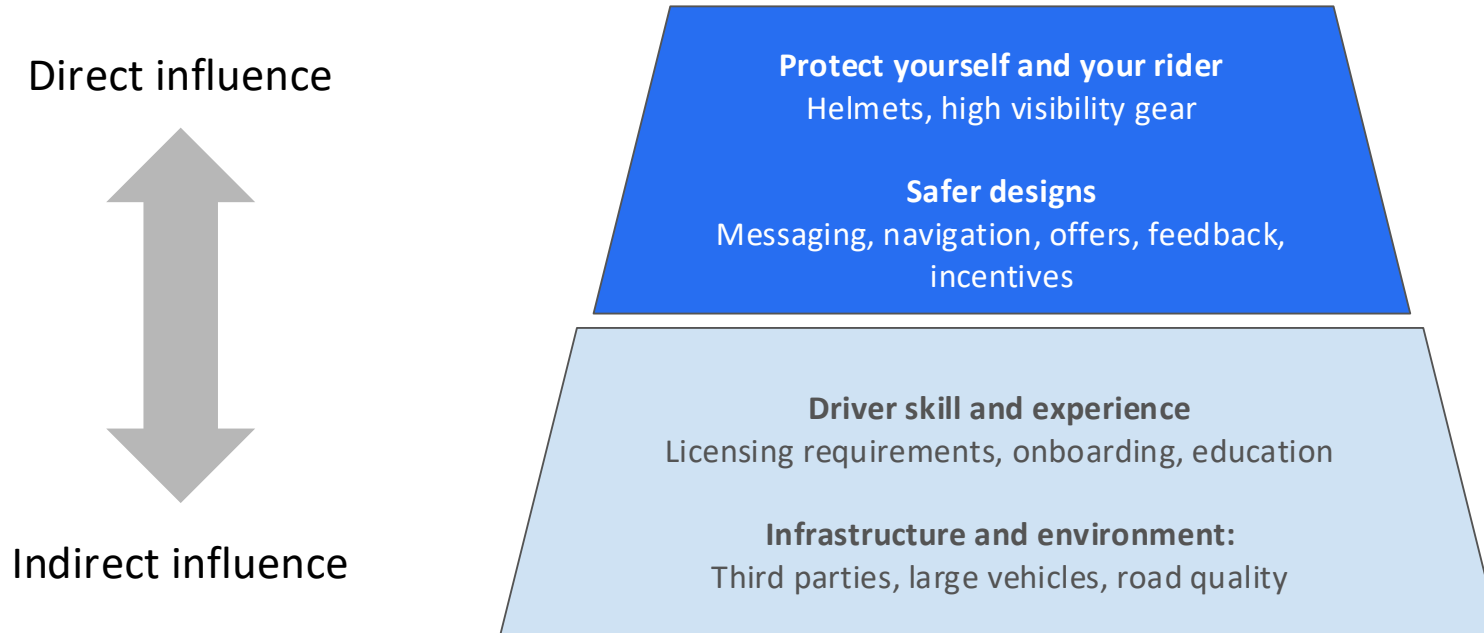 Direct influence
Protect yourself and your rider
Helmets, high visibility gear
Safer designs
Messaging, navigation, offers, feedback,
incentives
Driver skill and experience
Licensing requirements, onboarding, education
Infrastructure and environment:
Third parties, large vehicles, road quality
Indirect influence